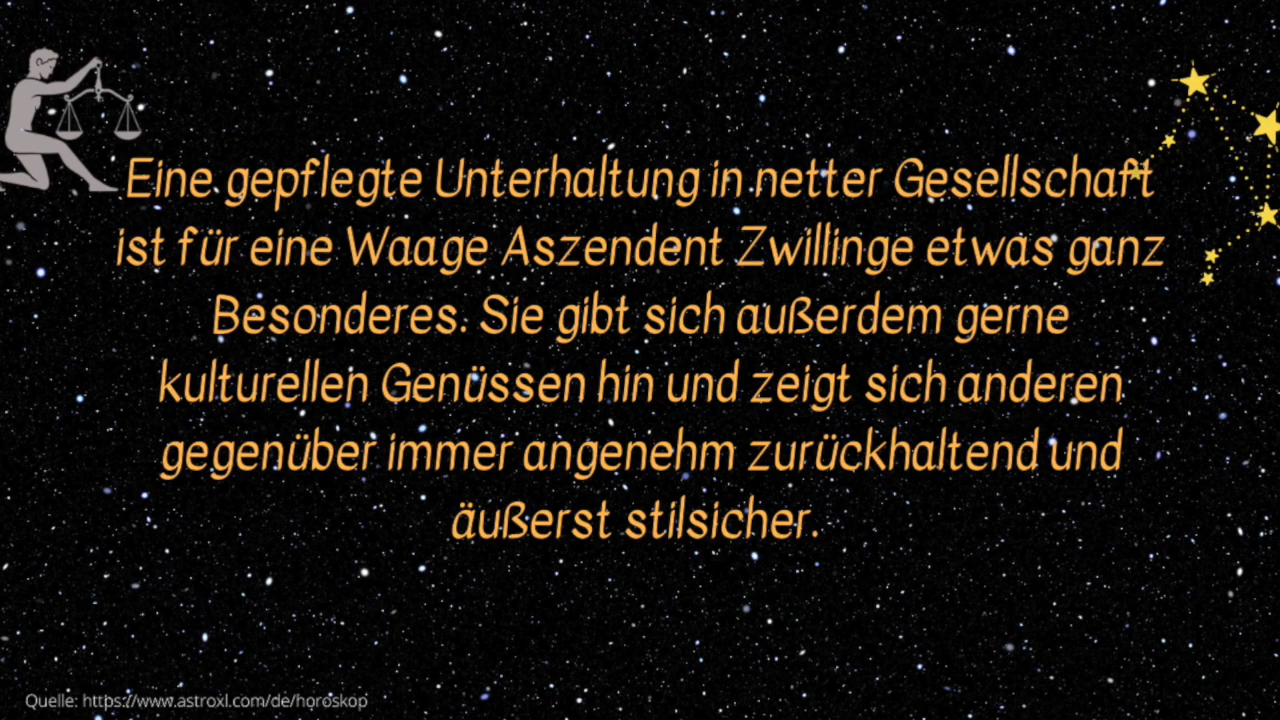 Eine gepflegte Unterhaltung in netter Gesellschaft
ist für eine Waage Aszendent Zwillinge etwas ganz
Besonderes. Sie gibt sich außerdem gerne
kulturellen Genüssen hin und zeigt sich anderen
gegenüber immer angenehm zurückhaltend und
äußerst stilsicher.
Quelle: https://www.astroxl.com/de/horoskop